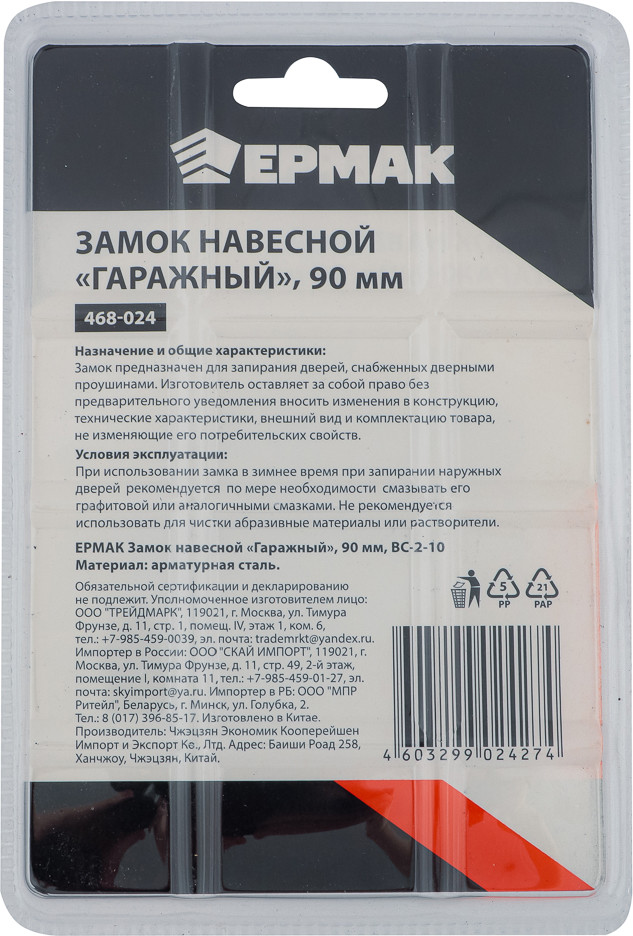 ЕРМАК
ЗАМОК НАВЕСНОЙ
«ГАРАЖНЫЙ», 90 мм
468-024
Назначение и общие характеристики:
Замок предназначен для запирания дверей, снабженных дверными
проушинами. Изготовитель оставляет за собой право без
предварительного уведомления вносить изменения в конструкцию,
технические характеристики, внешний вид и комплектацию товара,
не изменяющие его потребительских свойств.
Условия эксплуатации:
При использовании замка в зимнее время при запирании наружных
дверей рекомендуется по мере необходимости смазывать его
графитовой или аналогичными смазками. Не рекомендуется
использовать для чистки абразивные материалы или растворители.
ЕРМАК Замок навесной «Гаражный», 90 мм, ВС-2-10
Материал: арматурная сталь.
Обязательной сертификации и декларированию
не подлежит. Уполномоченное изготовителем лицо:
ООО "ТРЕЙДМАРК", 119021, г. Москва, ул. Тимура
Фрунзе, д. 11, стр. 1, помещ. IV, этаж 1, ком. 6,
тел.: +7-985-459-0039, эл. почта: trademrkt@yandex.ru.
Импортер в России: ООО "СКАЙ ИМПОРТ", 119021, г.
Москва, ул. Тимура Фрунзе, д. 11, стр. 49, 2-й этаж,
помещение I, комната 11, тел.: +7-985-459-01-27, эл.
почта: skyimport@ya.ru. Импортер в РБ: ООО "МПР
Ритейл", Беларусь, г. Минск, ул. Голубка, 2.
Тел.: 8 (017) 396-85-17. Изготовлено в Китае.
Производитель: Чжэцзян Экономик Кооперейшен
Импорт и Экспорт Ко., Лтд. Адрес: Баиши Роад 258,
Ханчжоу, Чжэцзян, Китай.
5 21
PP PAP
4 603299 024274